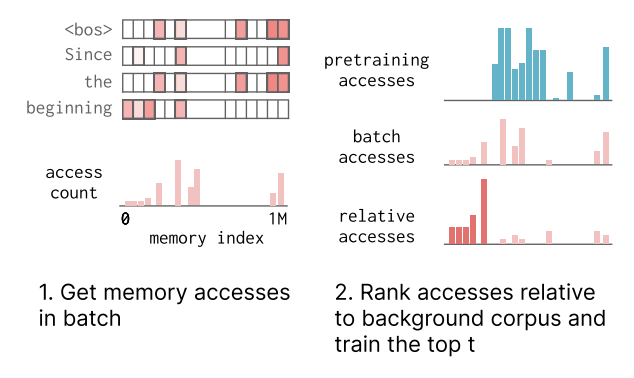 <bos>
Since
the
beginning
access
count
0
1M
memory index
1. Get memory accesses
in batch
pretraining
accesses
batch
accesses
relative
accesses
2. Rank accesses relative
to background corpus and
train the top t